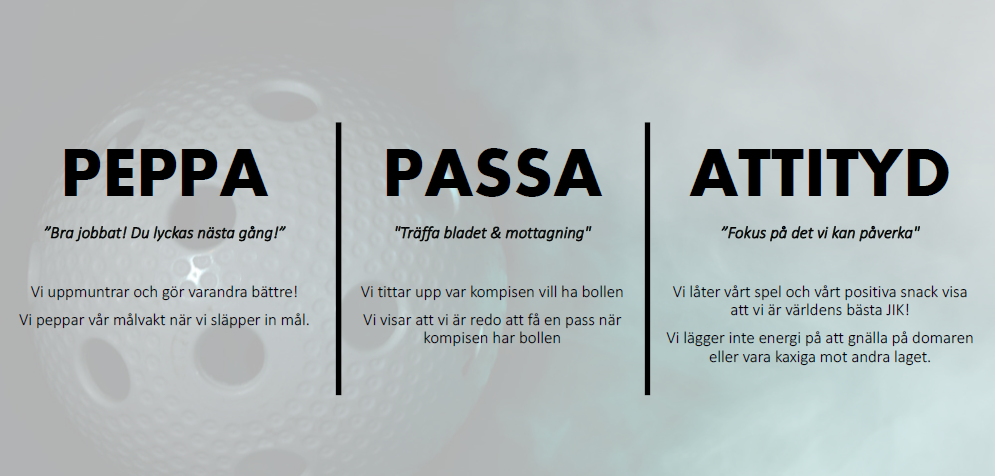 PEPPA
”Bra jobbat! Du lyckas nästa gång!”
Vi uppmuntrar och gör varandra bättre!
Vi peppar vår målvakt när vi släpper in mål.
PASSA
"Träffa bladet & mottagning"
Vi tittar upp var kompisen vill ha bollen
Vi visar att vi är redo att få en pass när
kompisen har bollen
ATTITYD
”Fokus på det vi kan påverka"
Vi låter vårt spel och vårt positiva snack visa
att vi är världens bästa JIK!
Vi lägger inte energi på att gnälla på domaren
eller vara kaxiga mot andra laget.